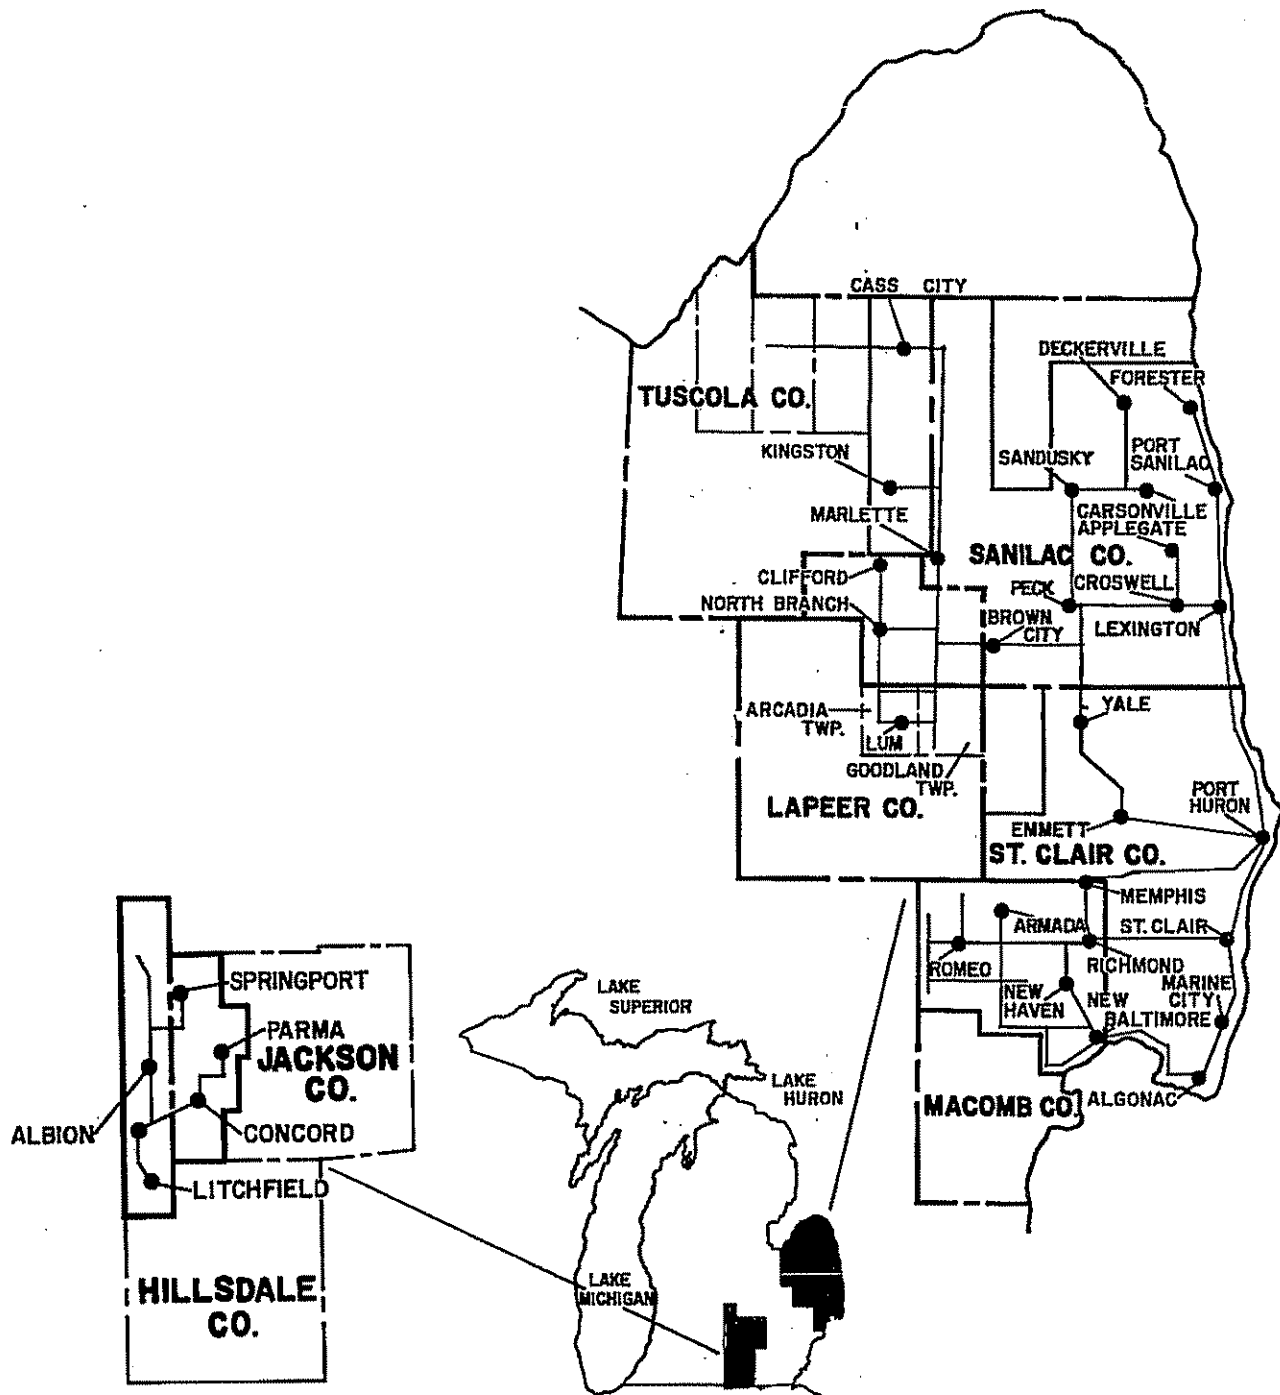 CASS CITY
DECKERVILLE
FORESTER
TUSCOLA CO.
KINGSTON
SANDUSKY
PORT
SANILAC
MARLETTE
CARSONVILLE
APPLEGATE
SANILAC CO.
CLIFFORD
PECK
CROSWELL
NORTH BRANCH
BROWN
CITY
LEXINGTON
ARCADIA
TWP.
LUM
YALE
GOODLAND
TWP.
LAPEER CO.
PORT
HURON
EMMETT
ST. CLAIR CO.
MEMPHIS
ARMADA
ST. CLAIR
ROMEO
RICHMOND
NEW
HAVEN
NEW
BALTIMORE
MARINE
CITY
MACOMB CO.
ALGONAC
SPRINGPORT
PARMA
JACKSON
CO.
ALBION
CONCORD
LITCHFIELD
HILLSDALE
CO.
LAKE
SUPERIOR
LAKE
HURON
LAKE
MICHIGAN